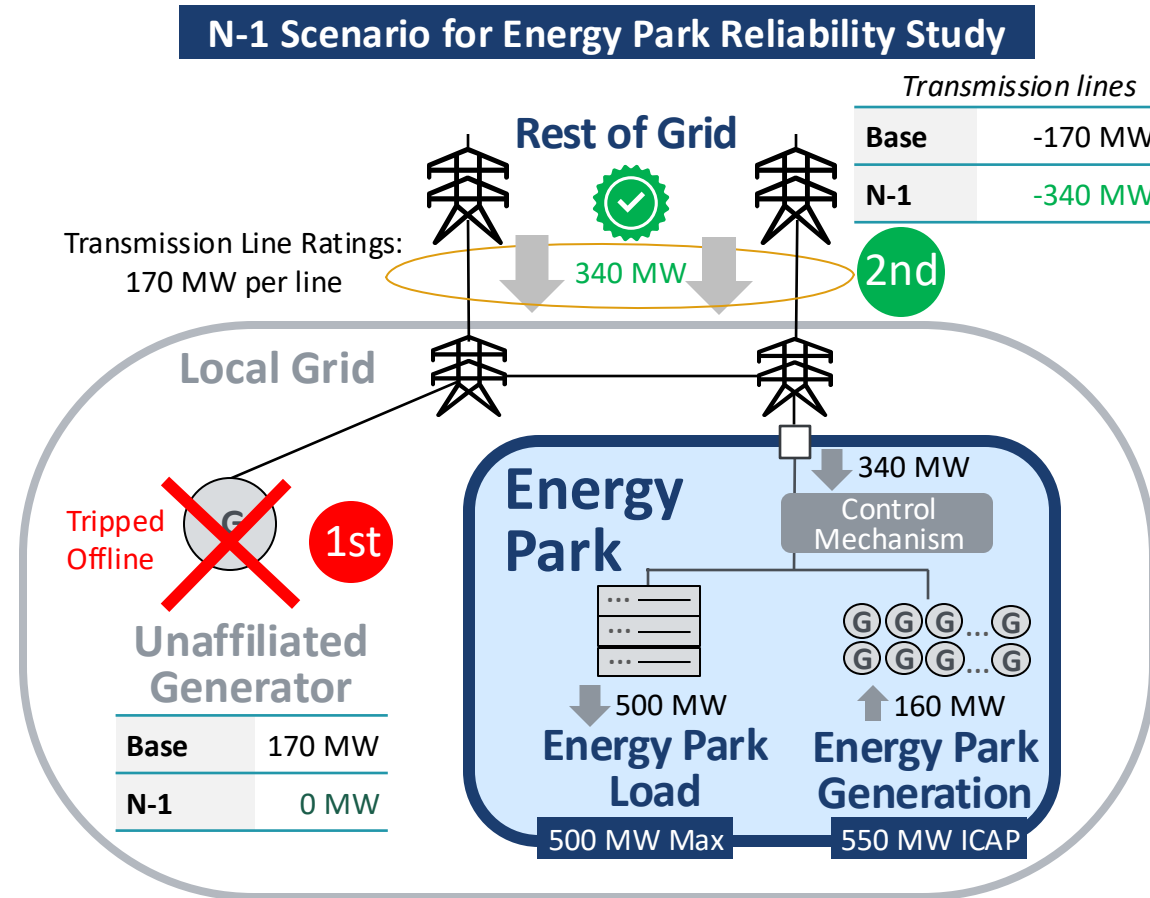 N-1 Scenario for Energy Park Reliability Study
Transmission lines
Base -170 MW
N-1 -340 MW
Rest of Grid
Transmission Line Ratings:
170 MW per line
340 MW
2nd
Local Grid
Tripped
Offline
G
1st
Unaffiliated
Generator
Base 170 MW
N-1 0 MW
Energy
Park
340 MW
Control
Mechanism
G G G ... G
G G G ... G
500 MW
Energy Park
Load
500 MW Max
160 MW
Energy Park
Generation
550 MW ICAP